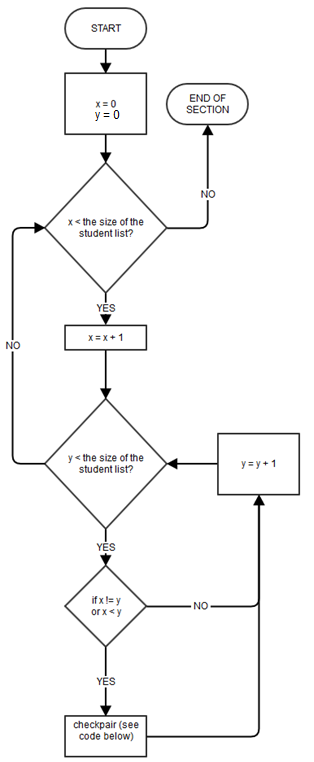 START
x = 0
y = 0
END OF
SECTION
x < the size of the
student list?
NO
YES
x = x + 1
NO
y < the size of the
student list?
y = y + 1
YES
if x != y
or x < y
NO
YES
checkpair (see
code below)